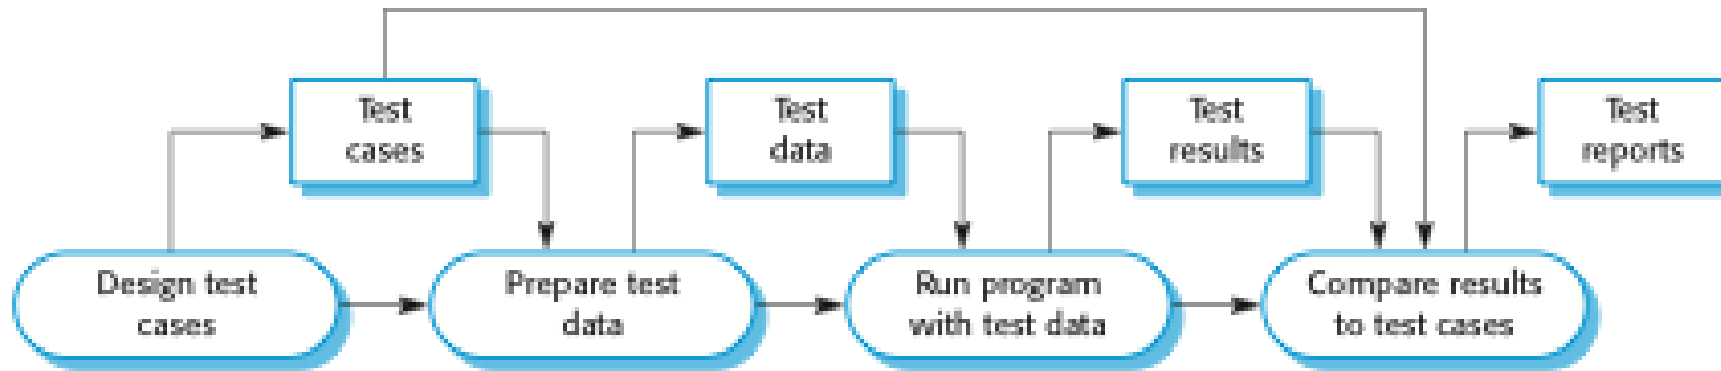 Test
cases
Test
data
Test
results
Test
reports
Design test
cases
Prepare test
data
Run program
with test data
Compare results
to test cases